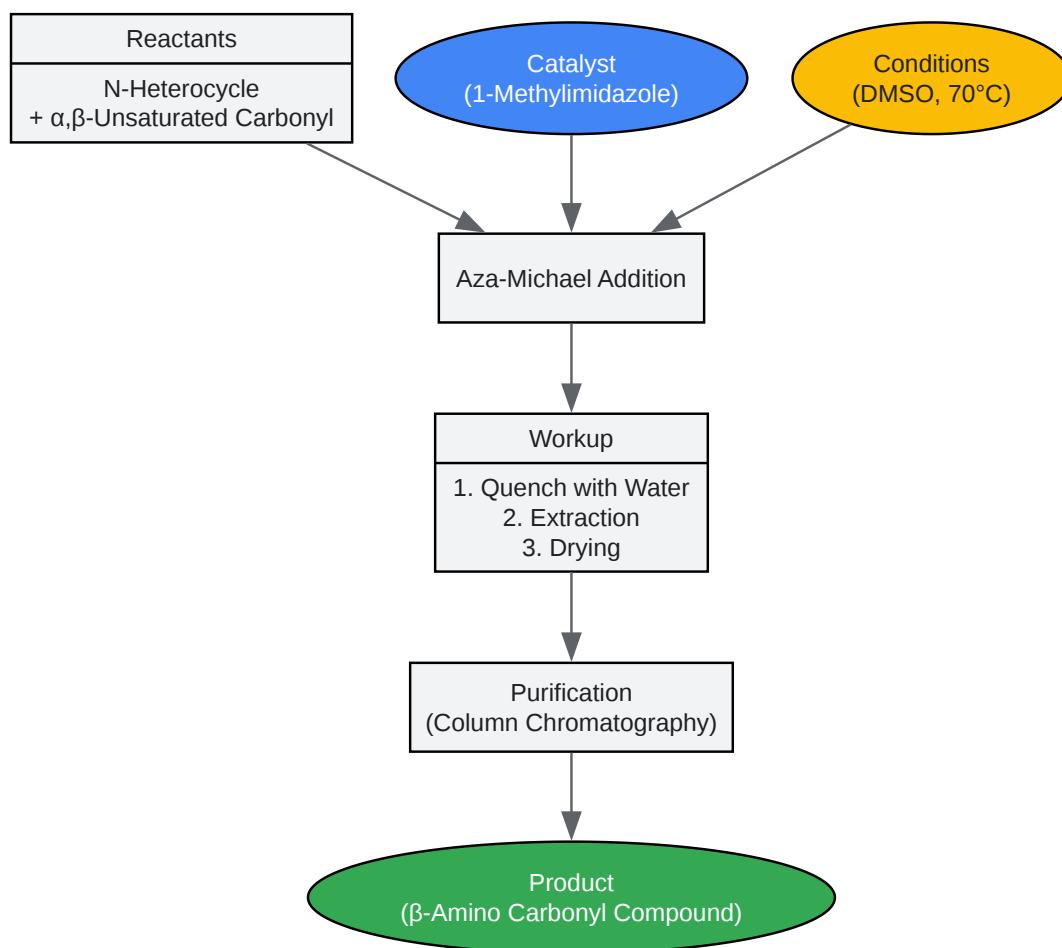 Reactants
N-Heterocycle
+ α,β-Unsaturated Carbonyl
Catalyst
(1-Methylimidazole)
Conditions
(DMSO, 70°C)
Aza-Michael Addition
Workup
1. Quench with Water
2. Extraction
3. Drying
Purification
(Column Chromatography)
Product
(β-Amino Carbonyl Compound)